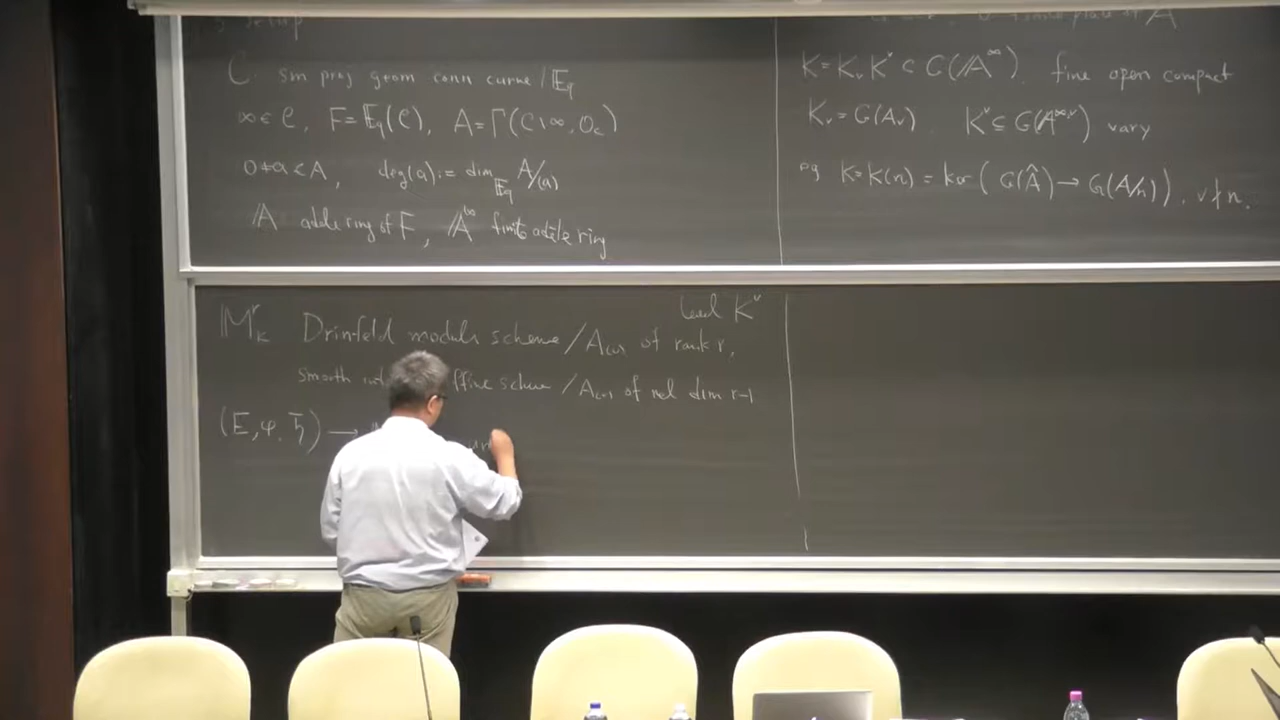 setup
C sm proj geom conn curve / 𝔽q
∞ ∈ C, F = 𝔽q(C), A = Γ(C∖∞, O_C)
0 ≠ a ∈ A, deg(a) := dim_𝔽q A/(a)
𝔸 adele ring of F, 𝔸^∞ finite adele ring
K = K_v K^v ⊂ G(𝔸^∞), fine open compact
K_v = G(A_v) K^v ⊆ G(𝔸^{∞,v}) vary
eg K = K(n) = ker(G(Â) → G(A/n)), v∤n.
level K^v
𝕄^r_K Drinfeld moduli scheme / A_(v) of rank r,
smooth affine scheme / A_(v) of rel dim r-1
(E, φ, η̄) →